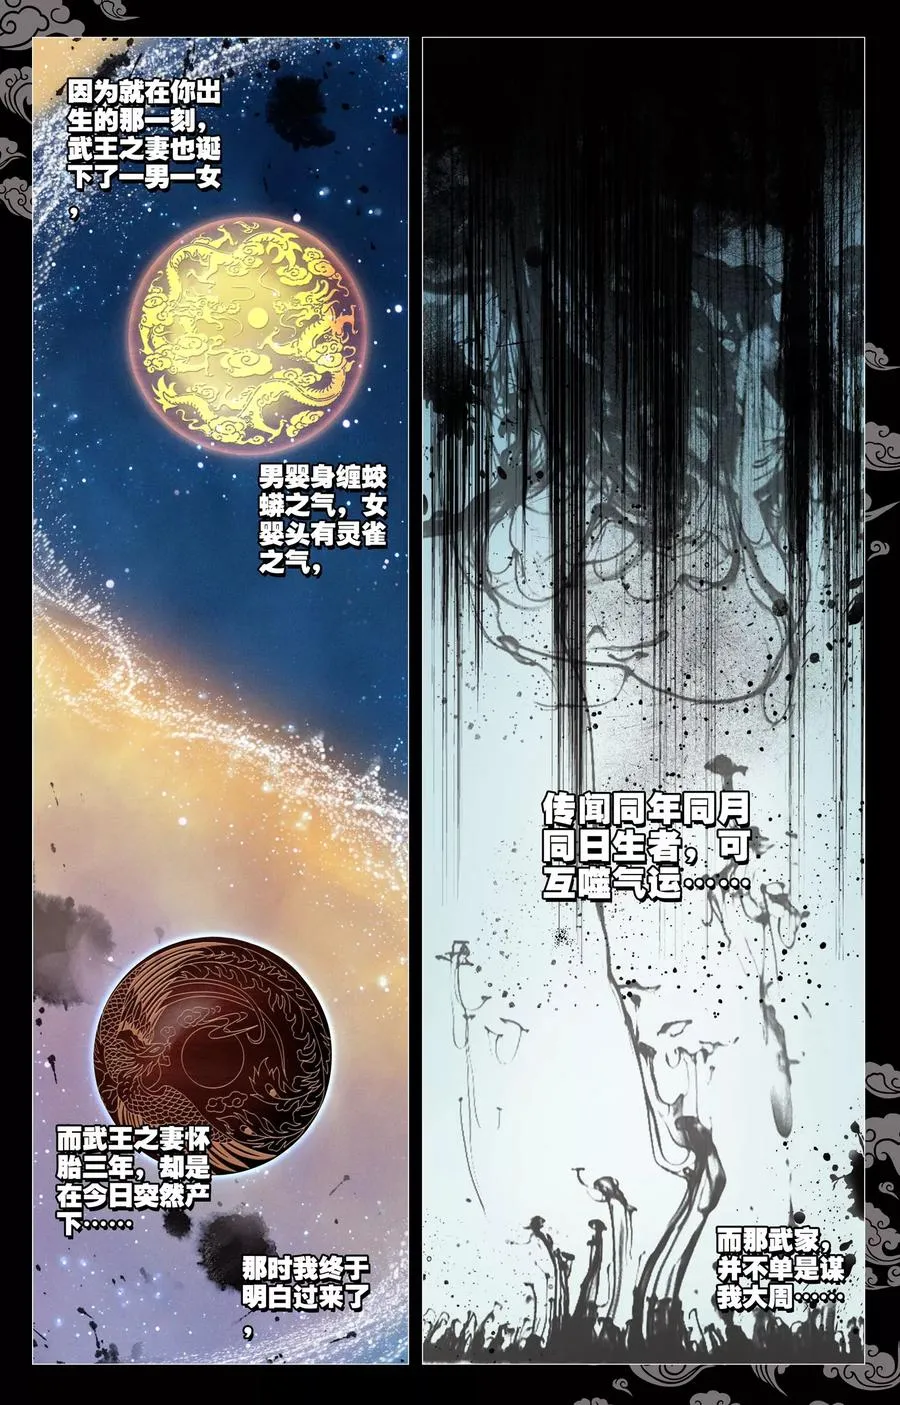 因为就在你出
生的那一刻，
武王之妻也诞
下了一男一女
，
男婴身缠蛟
蟒之气，女
婴头有灵雀
之气，
而武王之妻怀
胎三年，却是
在今日突然产
下……
那时我终于
明白过来了
，
传闻同年同月
同日生者，可
互噬气运……
而那武家，
并不单是谋
我大周……